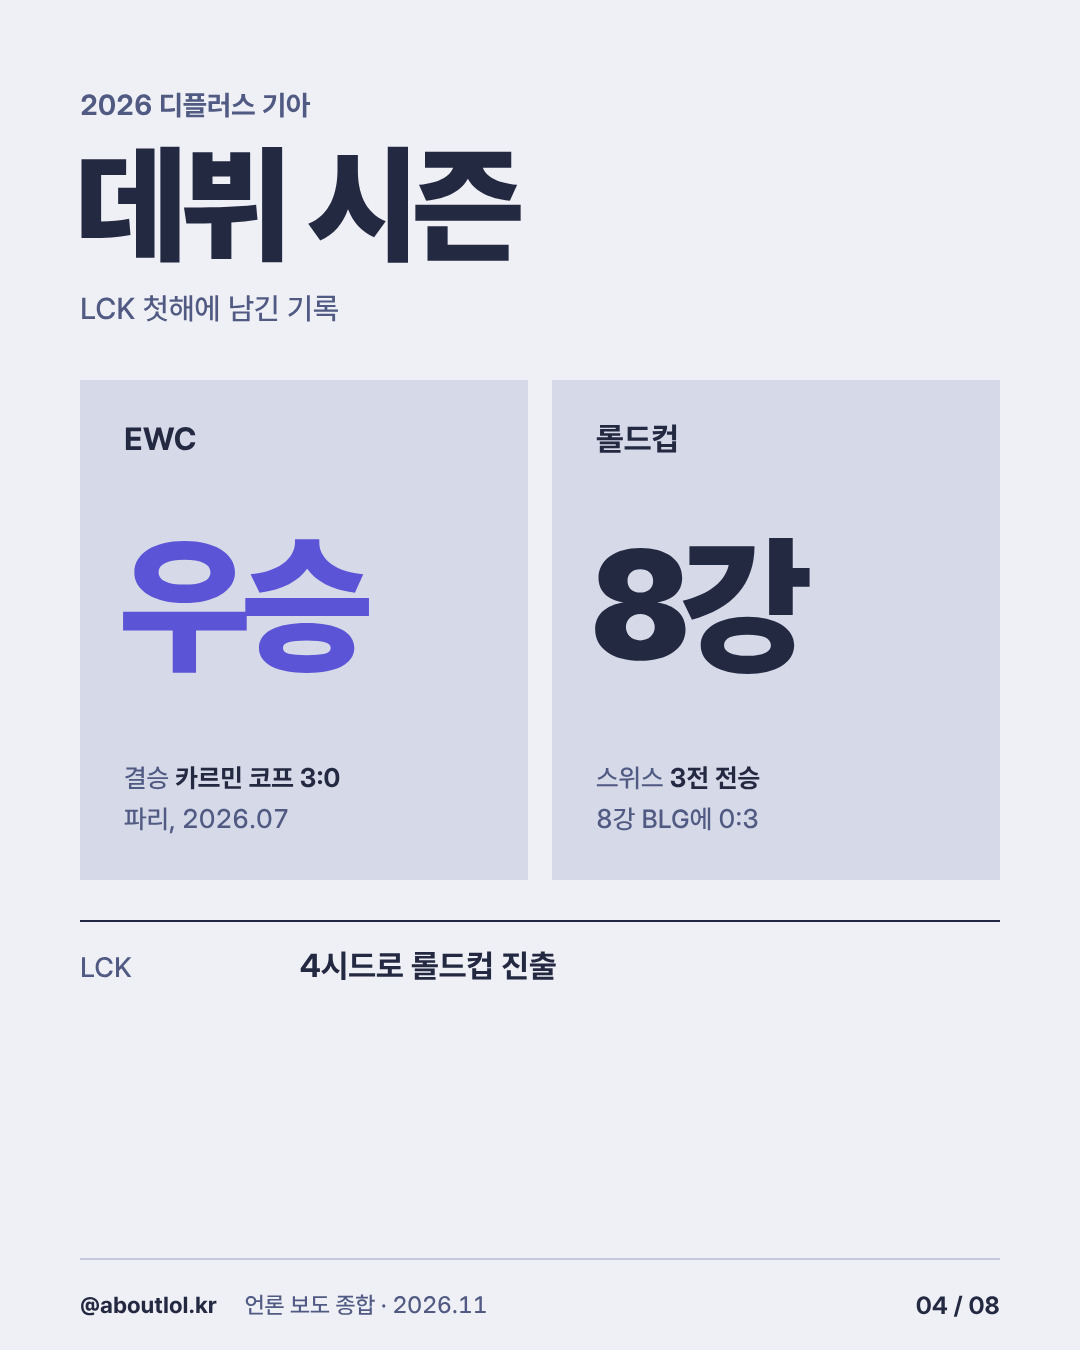 2026 디플러스 기아
데뷔 시즌
LCK 첫해에 남긴 기록
EWC
우승
결승 카르민 코프 3:0
파리, 2026.07
롤드컵
8강
스위스 3전 전승
8강 BLG에 0:3
LCK 4시드로 롤드컵 진출
@aboutlol.kr 언론 보도 종합 · 2026.11 04 / 08